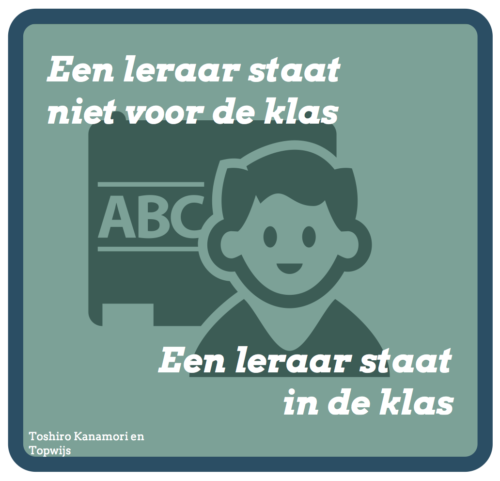 Een leraar staat
niet voor de klas
ABC
Een leraar staat
in de klas
Toshiro Kanamori en
Topwijs